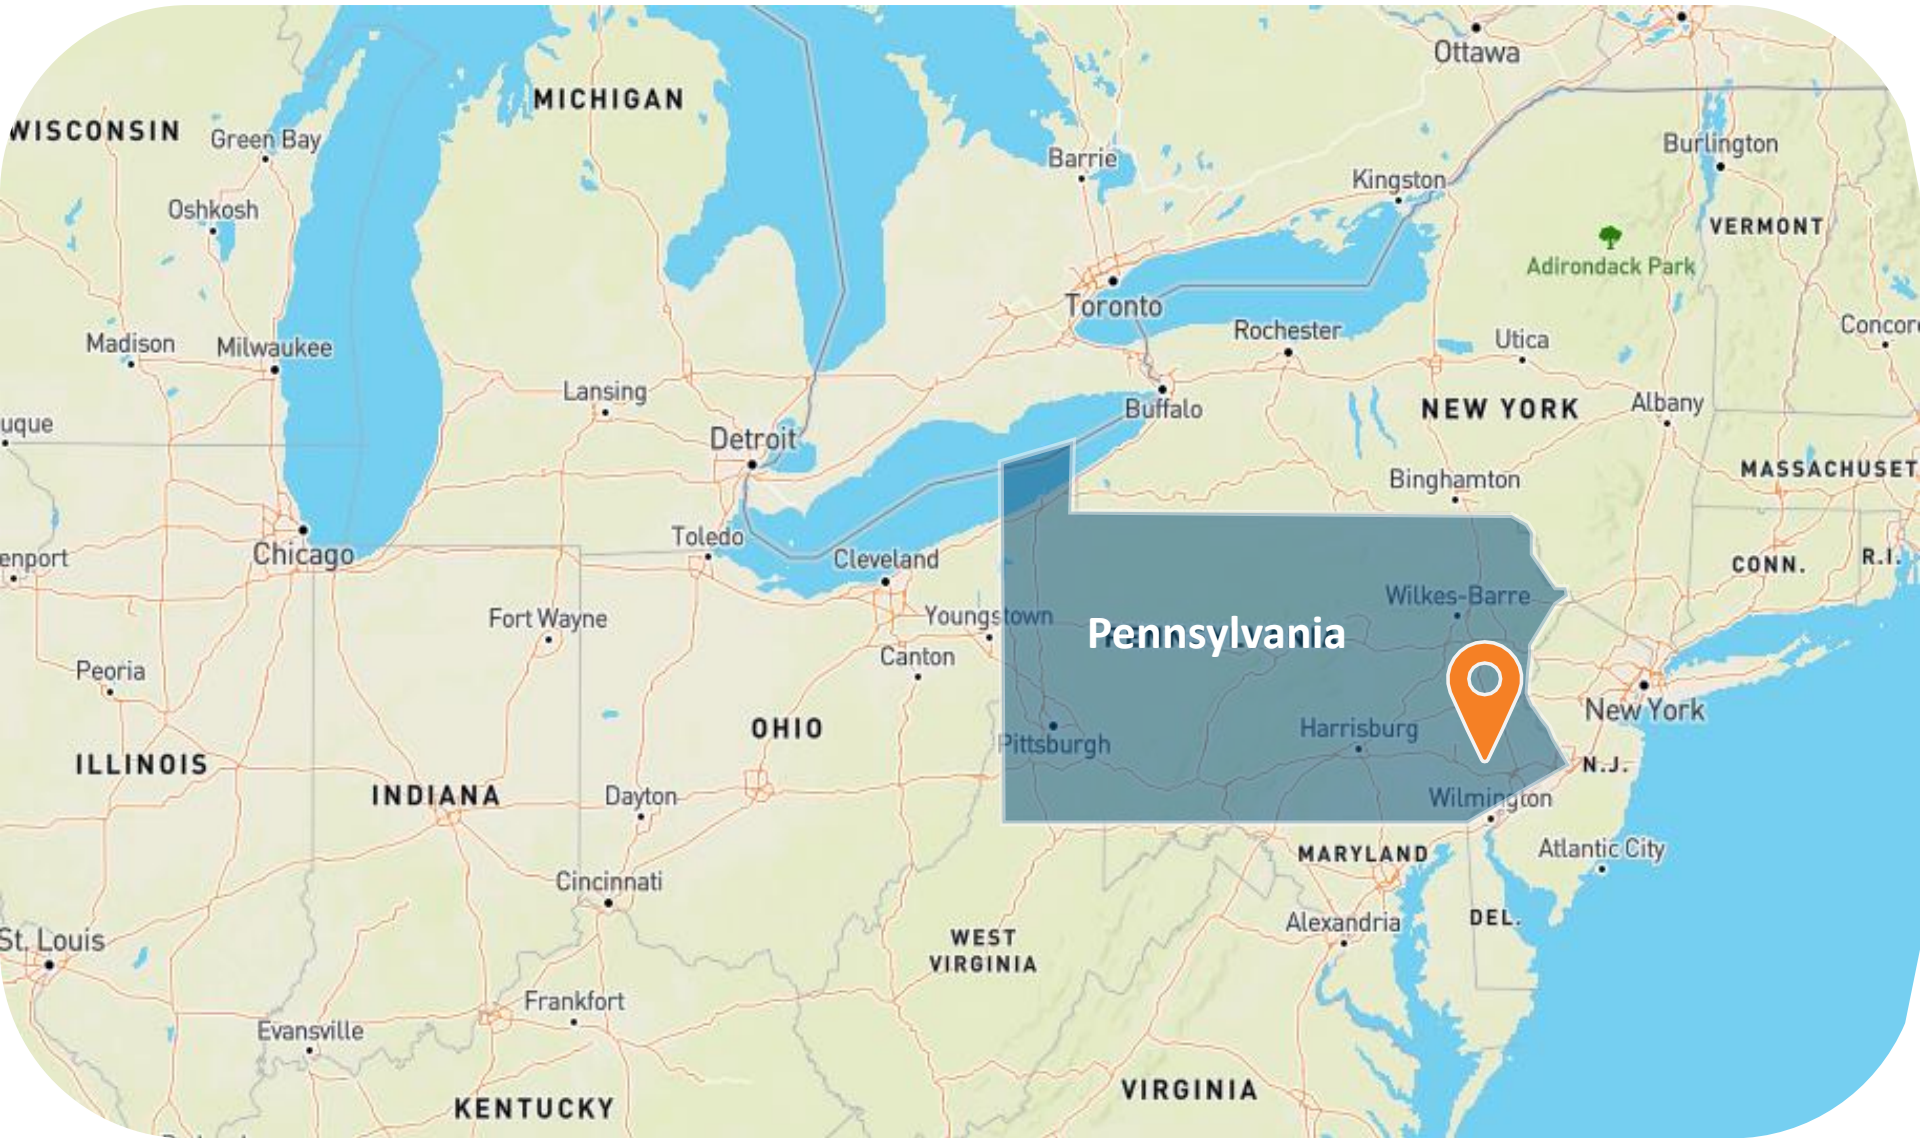 Ottawa
MICHIGAN
WISCONSIN
Green Bay
Burlington
Barrie
Kingston
Oshkosh
VERMONT
Adirondack Park
Toronto
Rochester
Concor
Utica
Madison
Milwaukee
Lansing
Buffalo
NEW YORK
Albany
uque
Detroit
MASSACHUSET
Binghamton
Toledo
Chicago
enport
Cleveland
CONN.
R.I.
Wilkes-Barre
Fort Wayne
Youngstown
Pennsylvania
Canton
Peoria
New York
OHIO
Pittsburgh
Harrisburg
ILLINOIS
N.J.
INDIANA
Dayton
Wilmington
MARYLAND
Atlantic City
Cincinnati
Alexandria
DEL.
St. Louis
WEST
VIRGINIA
Frankfort
Evansville
VIRGINIA
KENTUCKY